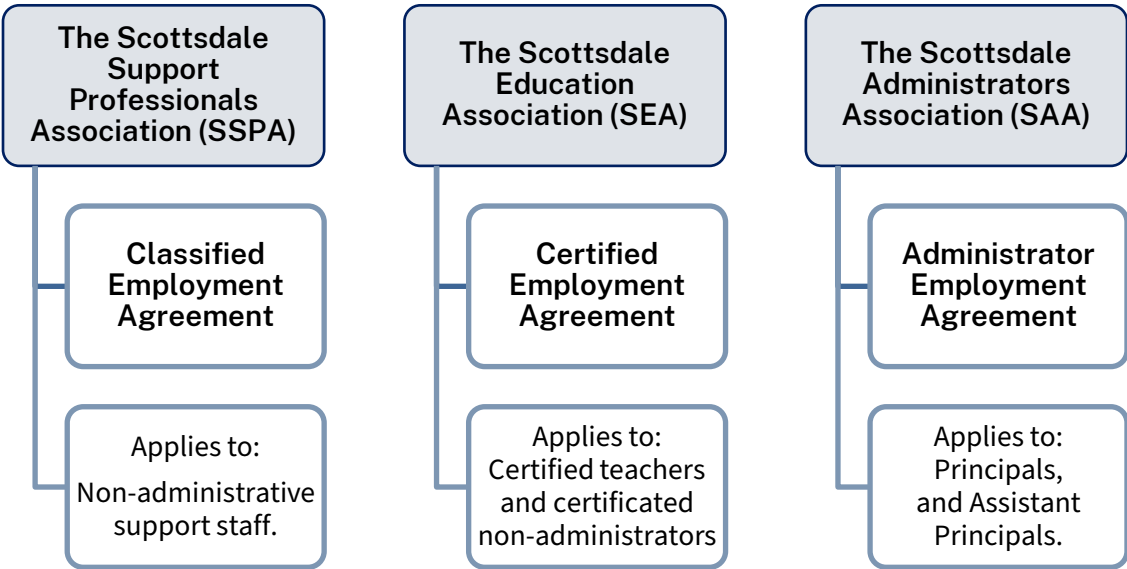 The Scottsdale
Support
Professionals
Association (SSPA)
Classified
Employment
Agreement
Applies to:
Non-administrative
support staff.
The Scottsdale
Education
Association (SEA)
Certified
Employment
Agreement
Applies to:
Certified teachers
and certificated
non-administrators
The Scottsdale
Administrators
Association (SAA)
Administrator
Employment
Agreement
Applies to:
Principals,
and Assistant
Principals.